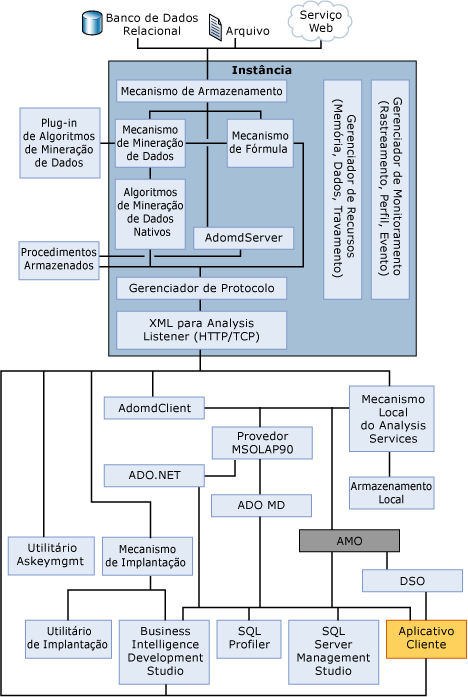 Banco de Dados
Relacional
Arquivo
Serviço
Web
Instância
Mecanismo de Armazenamento
Plug-in
de Algoritmos
de Mineração
de Dados
Mecanismo
de Mineração
de Dados
Mecanismo
de Fórmula
Algoritmos
de Mineração
de Dados
Nativos
AdomdServer
Gerenciador de Recursos
(Memória, Dados, Travamento)
Gerenciador de Monitoramento
(Rastreamento, Perfil, Evento)
Procedimentos
Armazenados
Gerenciador de Protocolo
XML para Analysis
Listener (HTTP/TCP)
AdomdClient
Mecanismo
Local
do Analysis
Services
Provedor
MSOLAP90
ADO.NET
Armazenamento
Local
ADO MD
AMO
Utilitário
Askeymgmt
Mecanismo
de Implantação
DSO
Utilitário
de Implantação
Business
Intelligence
Development
Studio
SQL
Profiler
SQL
Server
Management
Studio
Aplicativo
Cliente